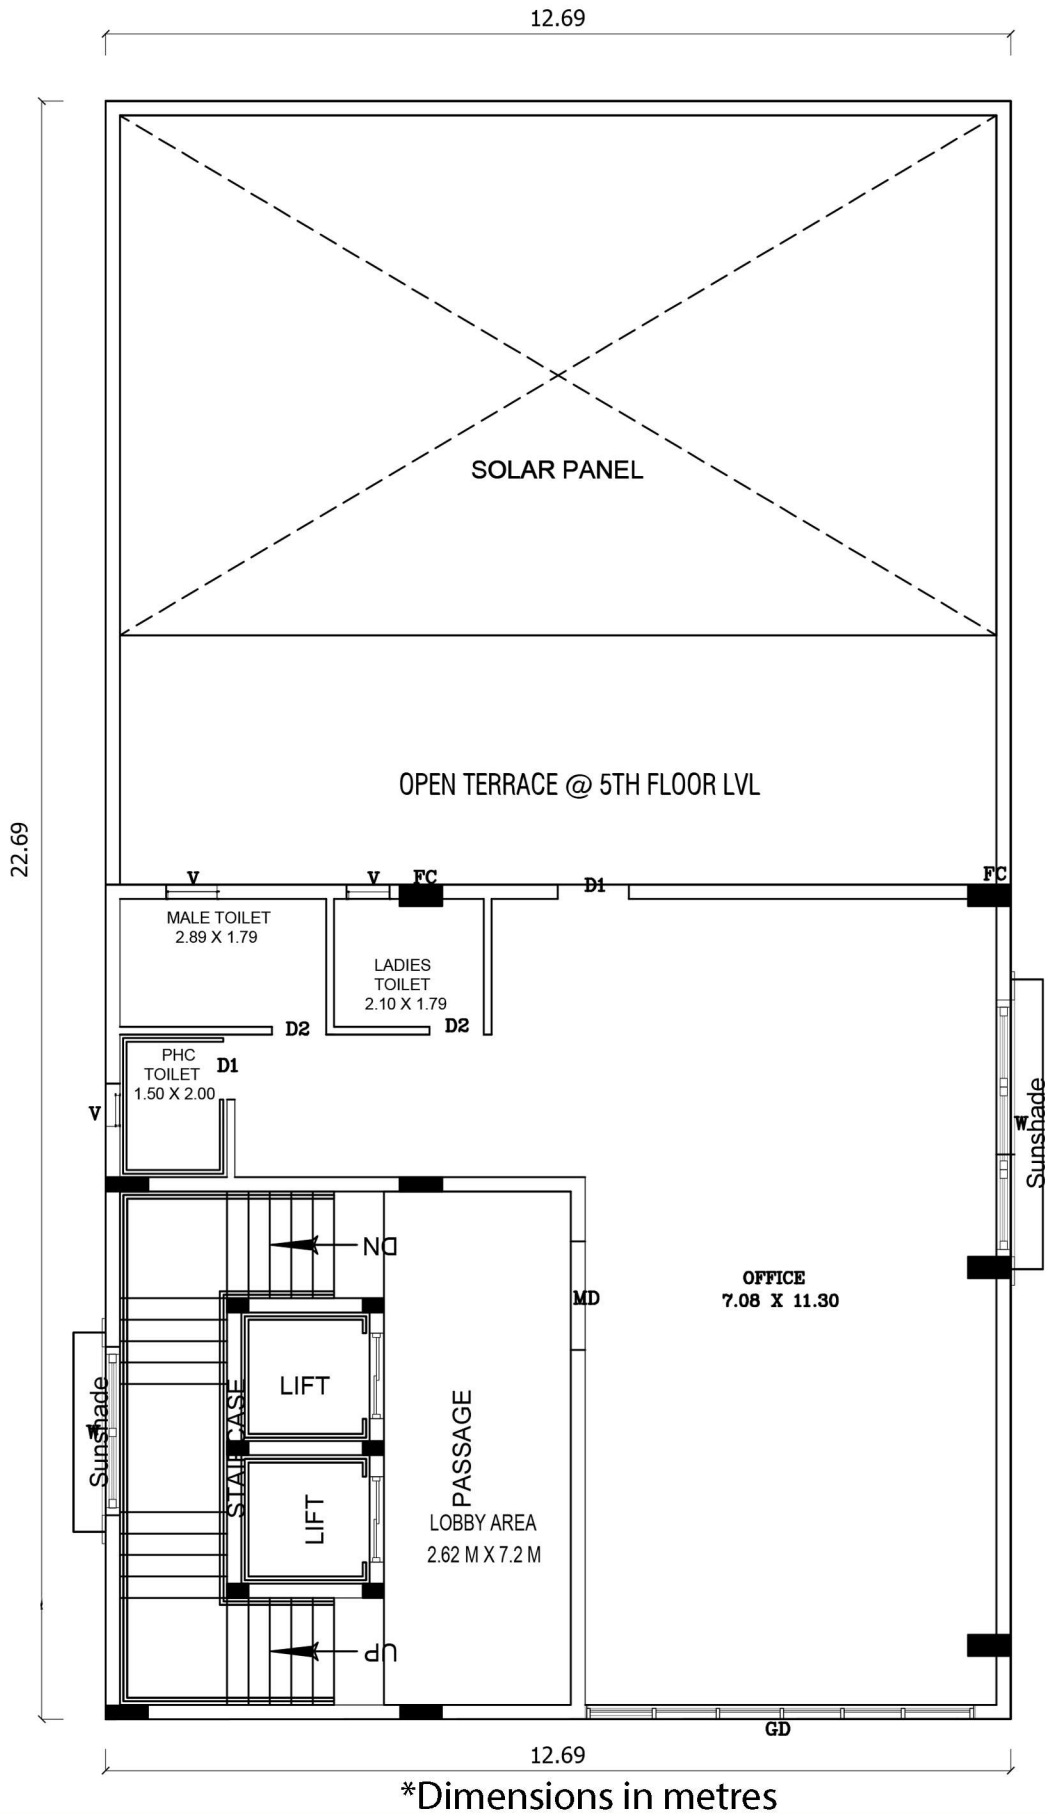 12.69
22.69
SOLAR PANEL
OPEN TERRACE @ 5TH FLOOR LVL
V
V
FC
D1
FC
MALE TOILET
2.89 X 1.79
LADIES
TOILET
2.10 X 1.79
D2
D2
PHC
TOILET
1.50 X 2.00
D1
V
W
Sunshade
DN
OFFICE
7.08 X 11.30
MD
LIFT
STAIRCASE
W
Sunshade
PASSAGE
LIFT
LOBBY AREA
2.62 M X 7.2 M
UP
GD
12.69
*Dimensions in metres